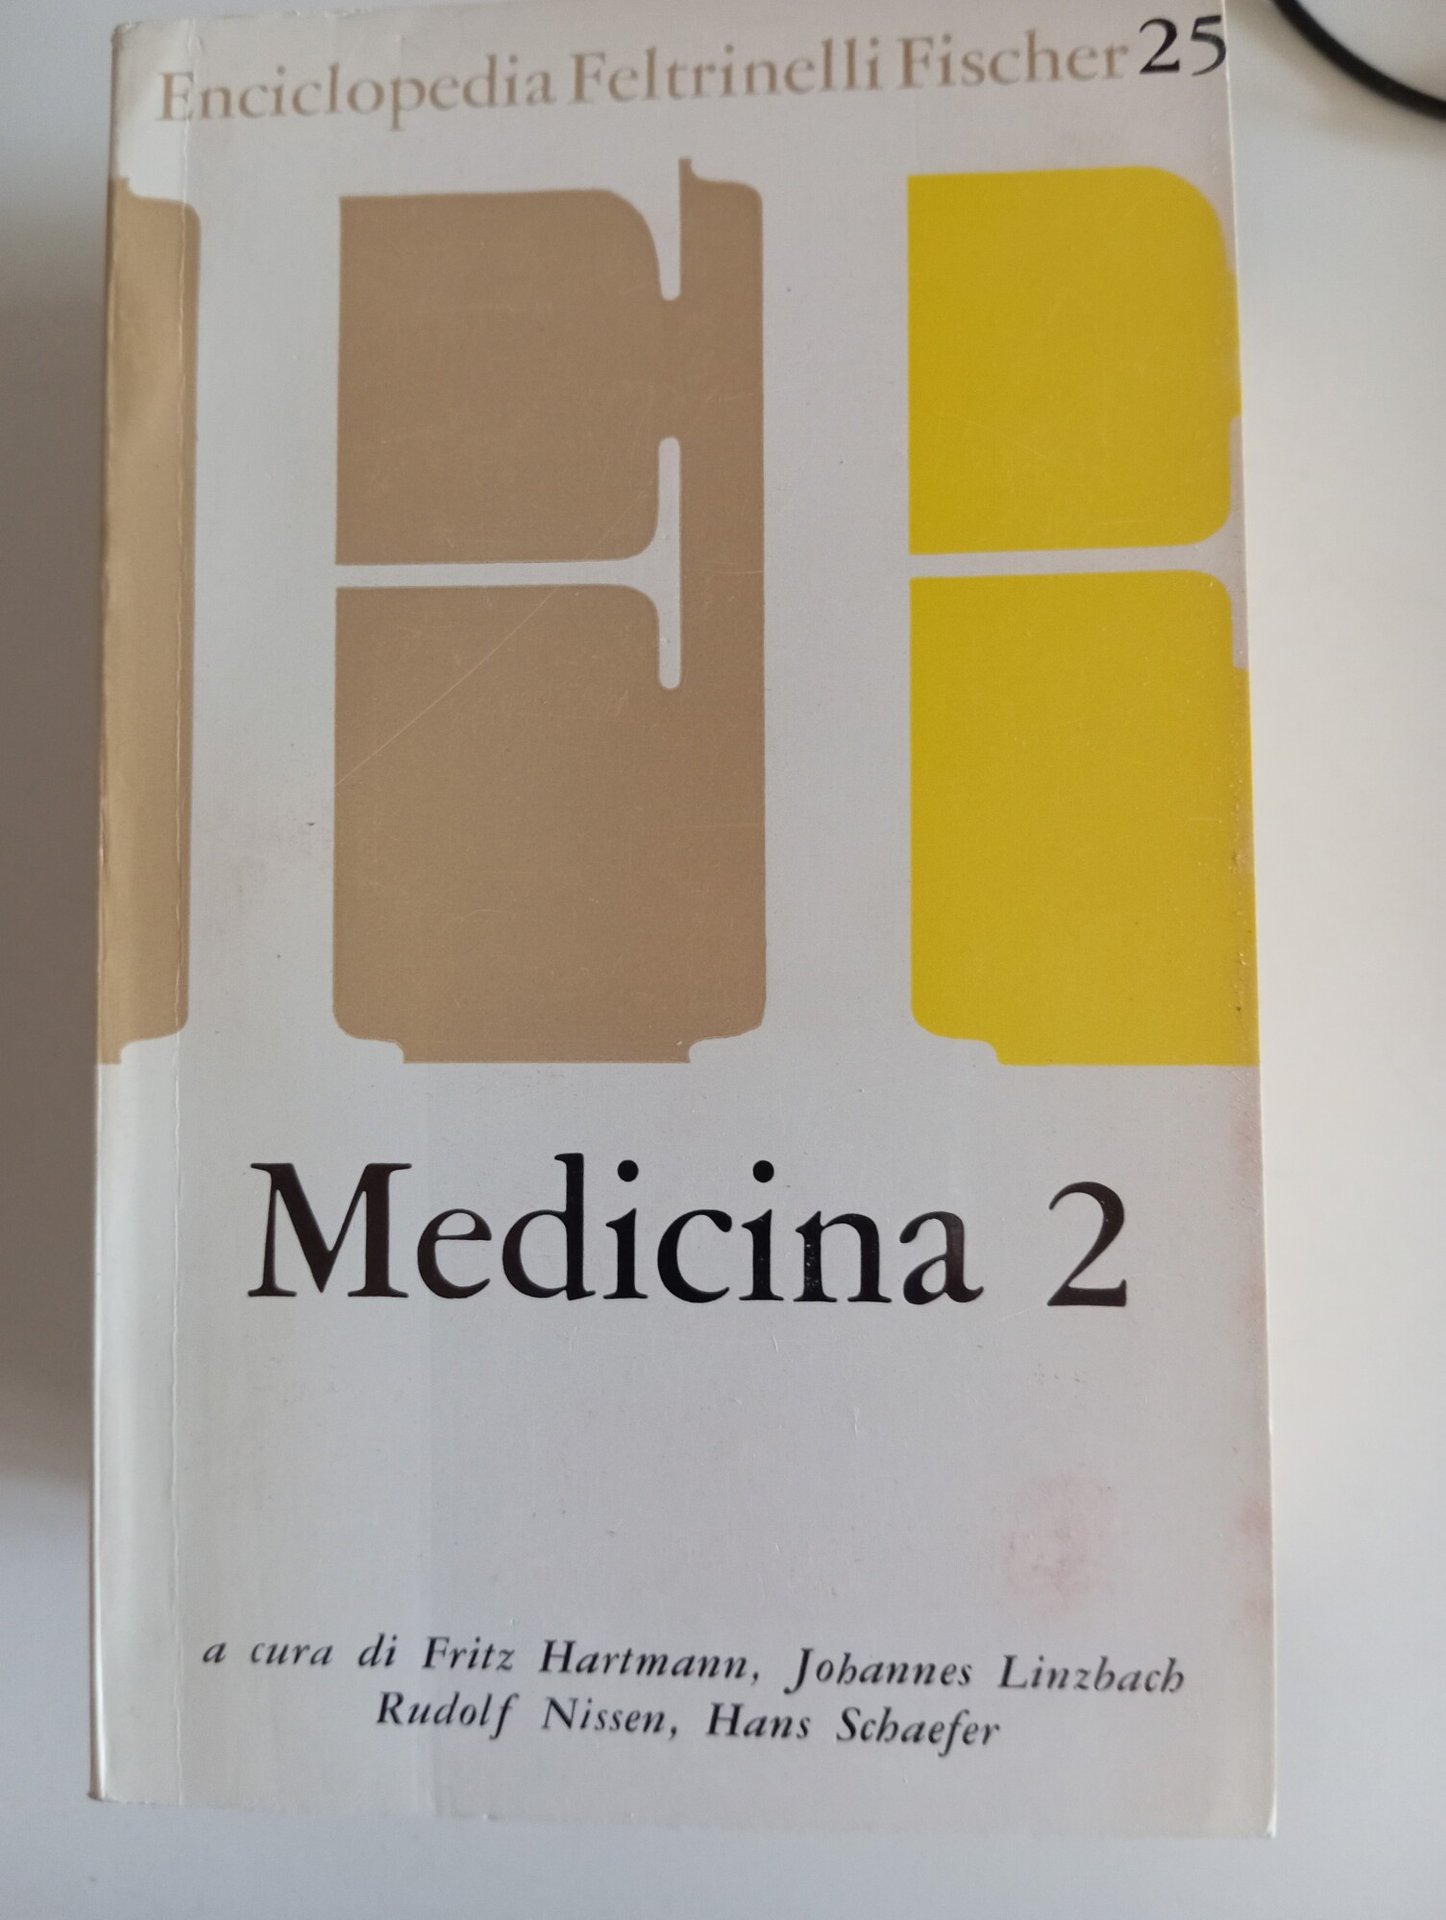 Enciclopedia Feltrinelli Fischer 25
Medicina 2
a cura di Fritz Hartmann, Johannes Linzbach
Rudolf Nissen, Hans Schaefer